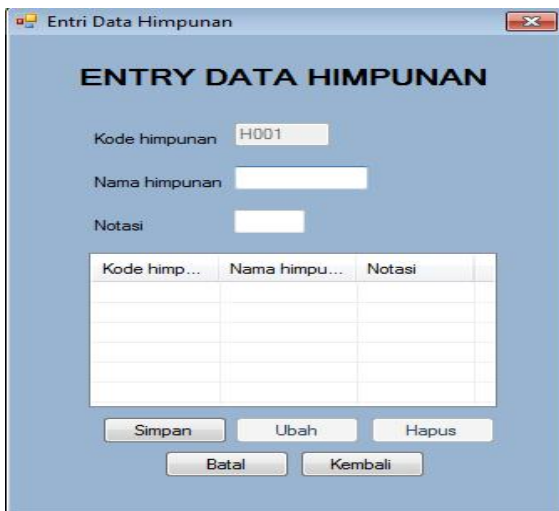 Entri Data Himpunan
ENTRY DATA HIMPUNAN
Kode himpunan H001
Nama himpunan
Notasi
Kode himp... Nama himpu... Notasi
Simpan Ubah Hapus
Batal Kembali